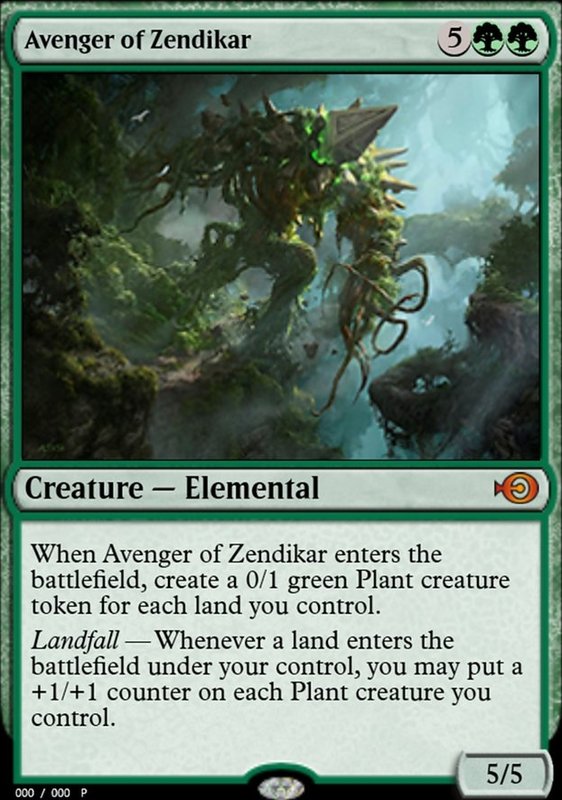 Avenger of Zendikar 5
Creature — Elemental
When Avenger of Zendikar enters the
battlefield, create a 0/1 green Plant creature
token for each land you control.
Landfall — Whenever a land enters the
battlefield under your control, you may put a
+1/+1 counter on each Plant creature you
control.
5/5
000 / 000 P